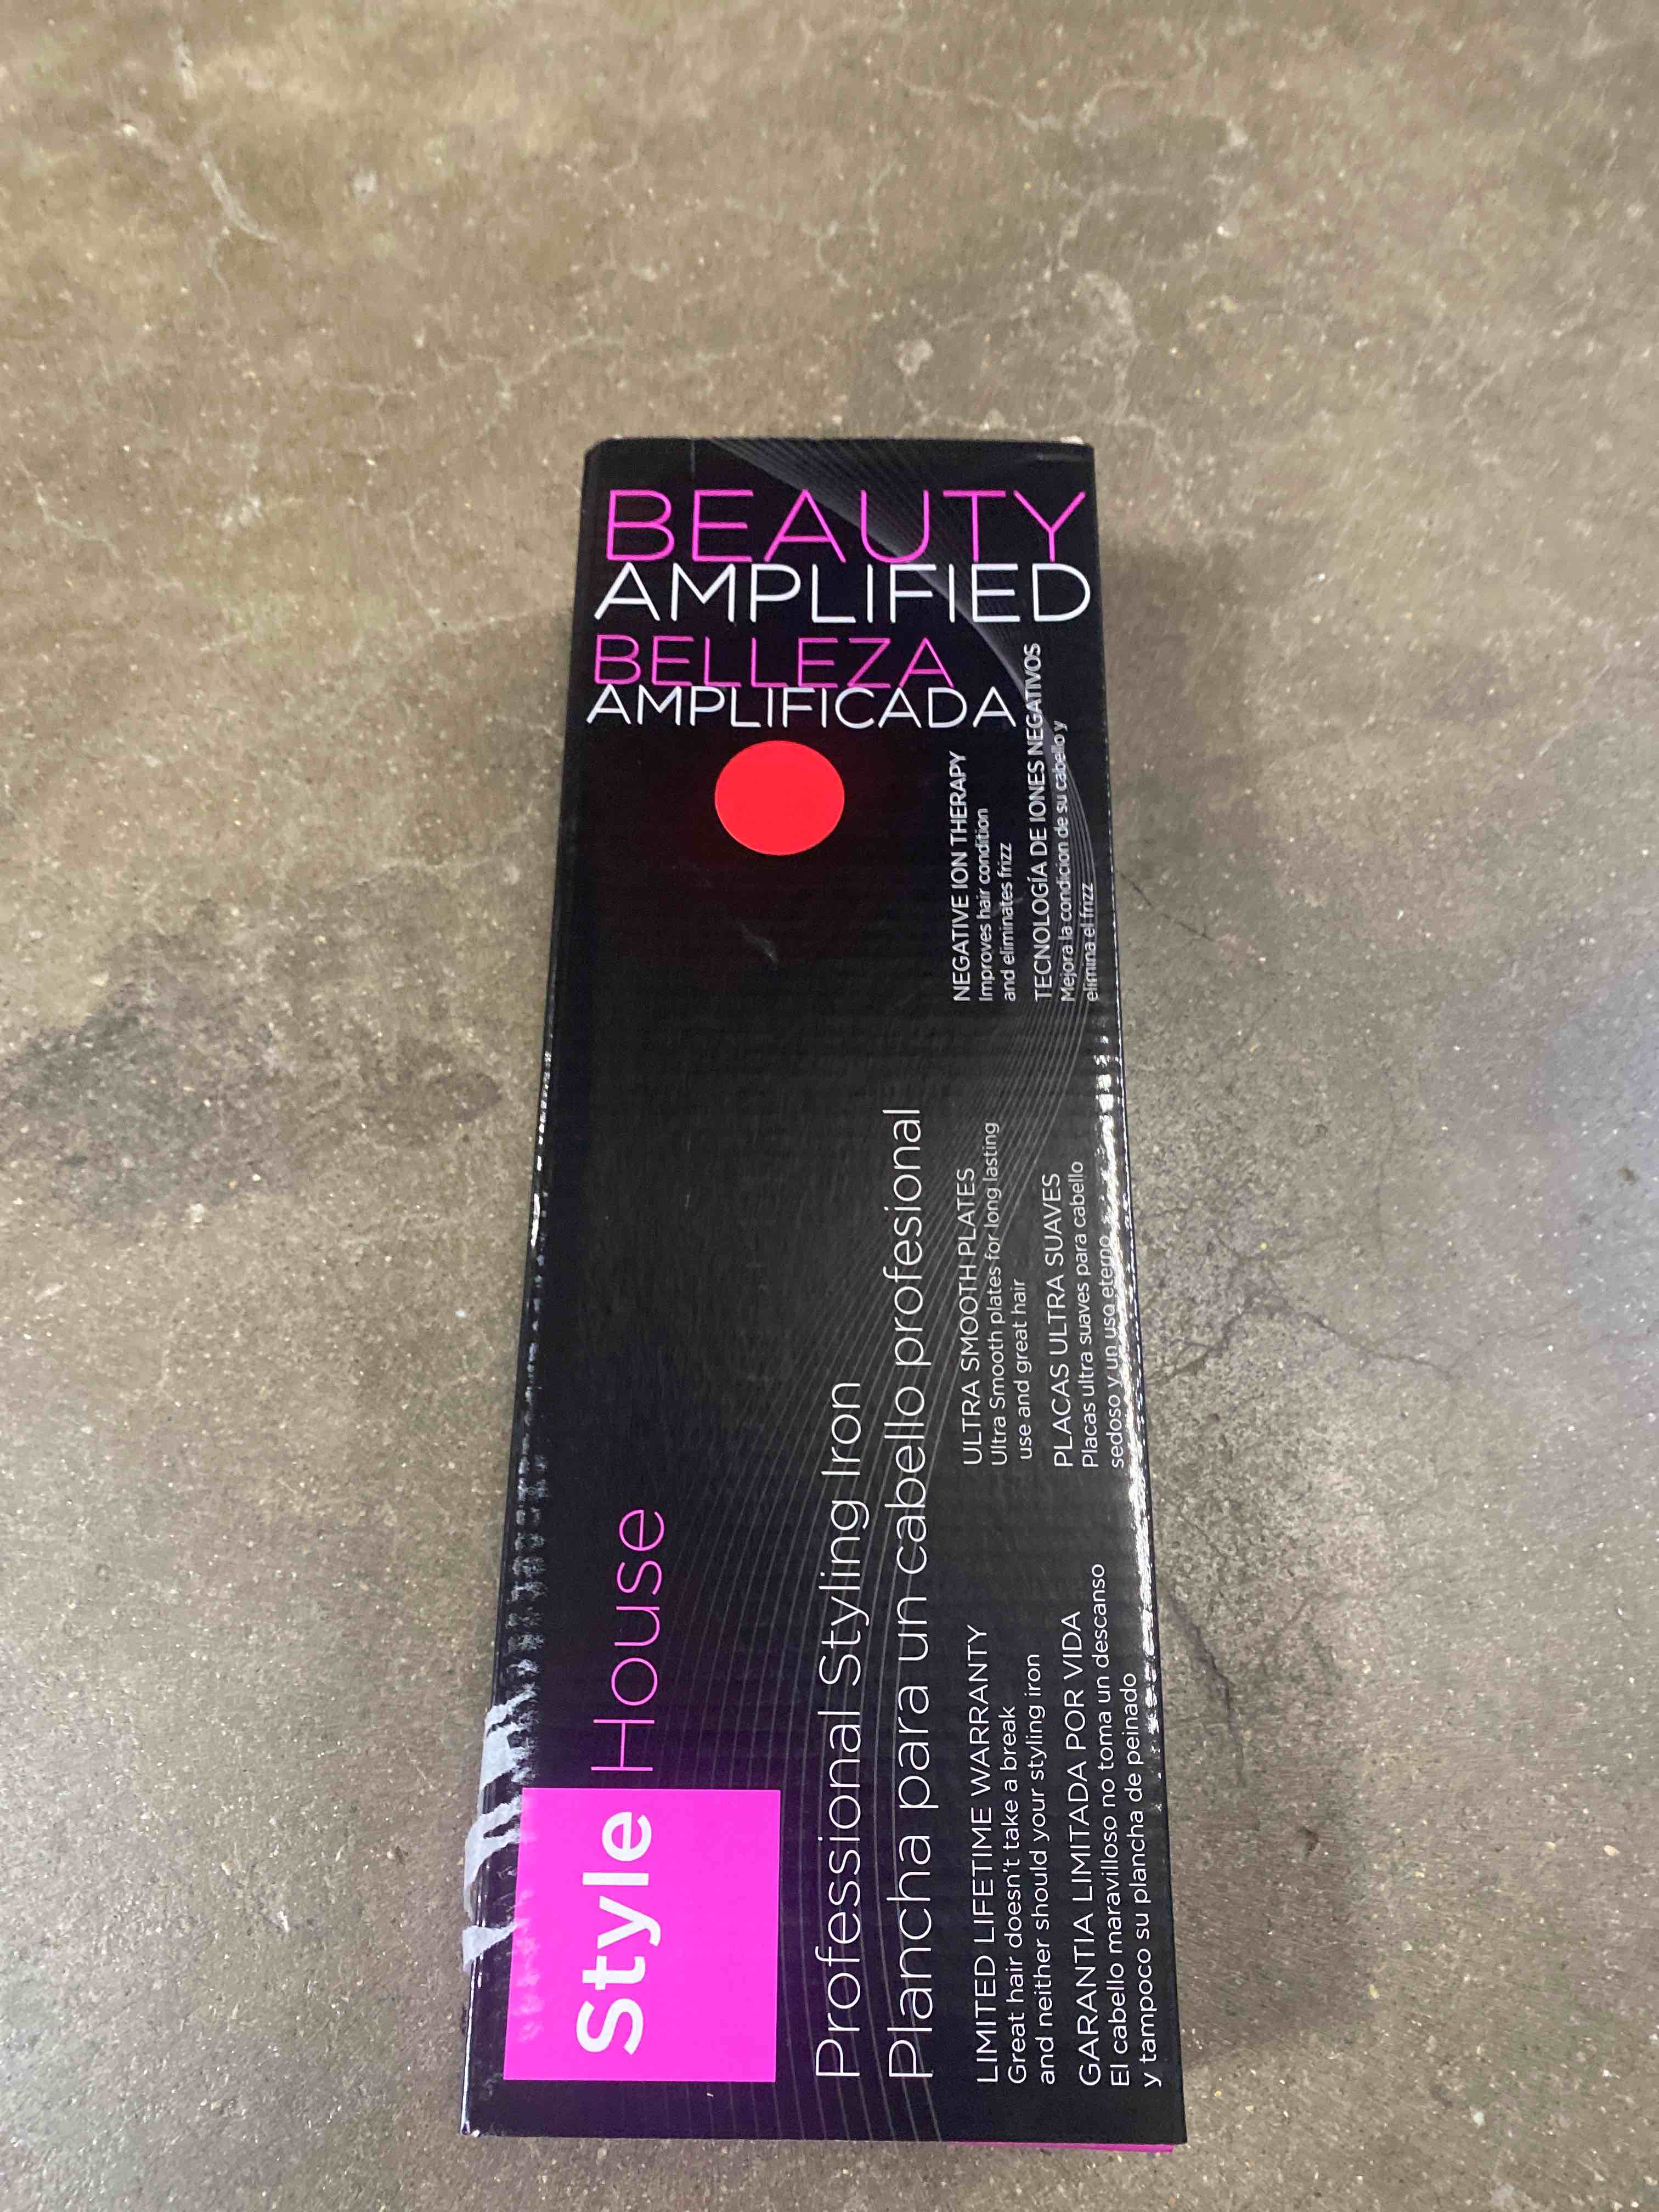 BEAUTY
AMPLIFIED
BELLEZA
AMPLIFICADA
Style House
Professional Styling Iron
Plancha para un cabello profesional
LIMITED LIFETIME WARRANTY
Great hair doesn't take a break
and neither should your styling iron
GARANTIA LIMITADA POR VIDA
El cabello maravilloso no toma un descanso
y tampoco su plancha de peinado
ULTRA SMOOTH PLATES
Ultra Smooth plates for long lasting
use and great hair
PLACAS ULTRA SUAVES
Placas ultra suaves para cabello
sedoso y un uso eterno
NEGATIVE ION THERAPY
Improves hair condition
and eliminates frizz
TECNOLOGÍA DE IONES NEGATIVOS
Mejora la condicion de su cabello y
elimina el frizz